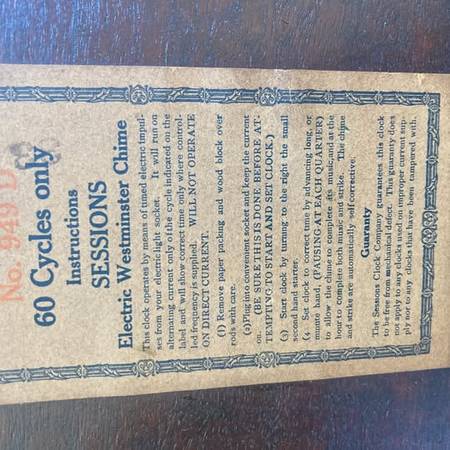 No. 947 L
60 Cycles only
Instructions
SESSIONS
Electric Westminster Chime
This clock operates by means of timed electric impul-
ses from your electric light socket. It will run on
alternating current only of the cycle indicated on the
label and will show correct time only where control-
led frequency is supplied. WILL NOT OPERATE
ON DIRECT CURRENT.
(1) Remove paper packing and wood block over
rods with care.
(2) Plug into convenient socket and keep the current
on. (BE SURE THIS IS DONE BEFORE AT-
TEMPTING TO START AND SET CLOCK.)
(3) Start clock by turning to the right the small
second hand starter.
(4 Set clock to correct time by advancing long, or
minute hand, (PAUSING AT EACH QUARTER)
to allow the chime to complete its music, and at the
hour to complete both music and strike. The chime
and strike are automatically self corrective.
Guaranty
The Sessions Clock Company guarantees this clock
to be free from mechanical defect. This guaranty does
not apply to any clocks used on improper current sup-
ply nor to any clocks that have been tampered with.